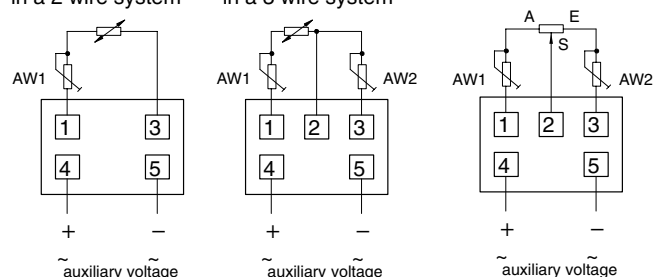 in a 2 wire system in a 3 wire system
A E
S
AW1 AW1 AW2 AW1 AW2
1 3 1 2 3 1 2 3
4 5 4 5 4 5
+ − + − + −
~ ~ ~ ~ ~ ~
auxiliary voltage auxiliary voltage auxiliary voltage